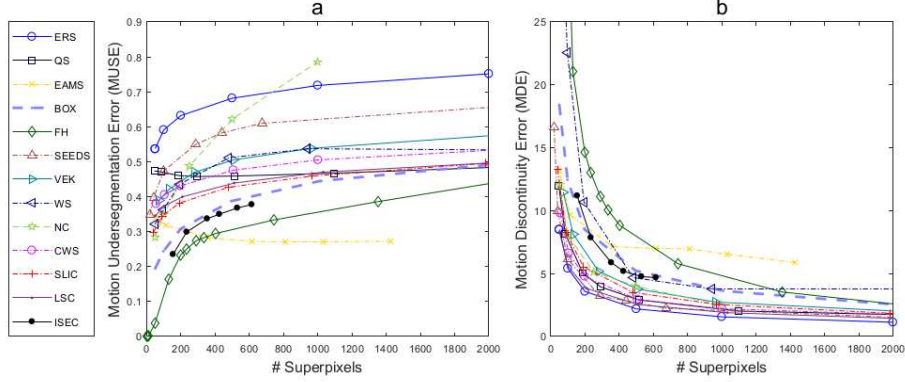 a
b
ERS
QS
EAMS
BOX
FH
SEEDS
VEK
WS
NC
CWS
SLIC
LSC
ISEC
Motion Undersegmentation Error (MUSE)
0.9
0.8
0.7
0.6
0.5
0.4
0.3
0.2
0.1
0
0 200 400 600 800 1000 1200 1400 1600 1800 2000
# Superpixels
Motion Discontinuity Error (MDE)
25
20
15
10
5
0
0 200 400 600 800 1000 1200 1400 1600 1800 2000
# Superpixels